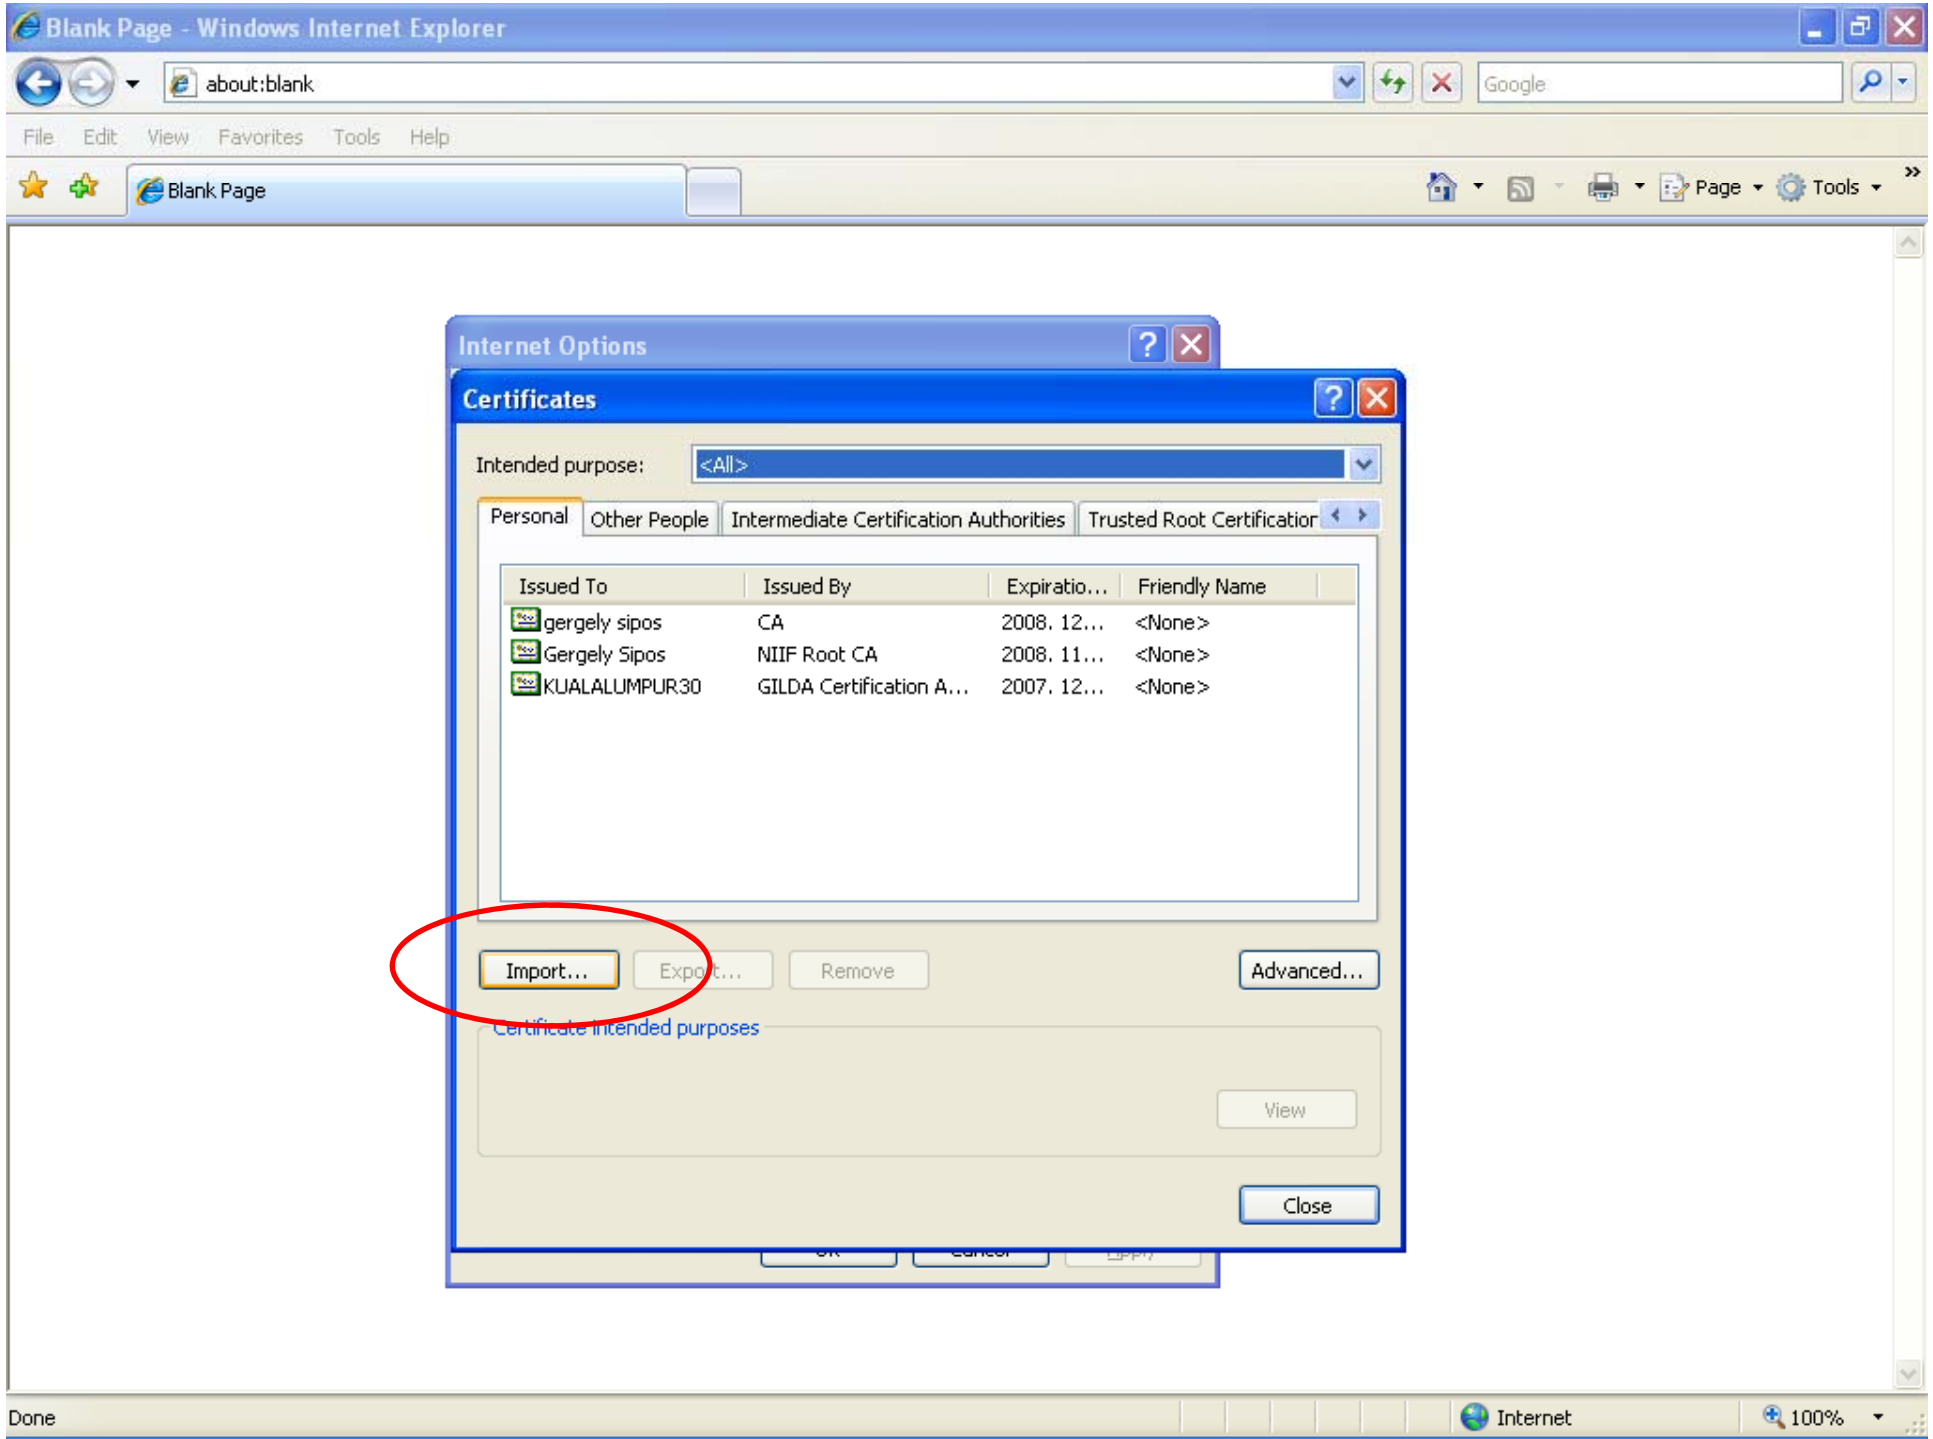 Blank Page - Windows Internet Explorer
about:blank
Google
File Edit View Favorites Tools Help
Blank Page
Page Tools
Internet Options
Certificates
Intended purpose: <All>
Personal Other People Intermediate Certification Authorities Trusted Root Certification
Issued To Issued By Expiratio... Friendly Name
gergely sipos CA 2008. 12... <None>
Gergely Sipos NIIF Root CA 2008. 11... <None>
KUALALUMPUR30 GILDA Certification A... 2007. 12... <None>
Import... Export... Remove Advanced...
Certificate intended purposes
View
Close
OK Cancel Apply
Done Internet 100%